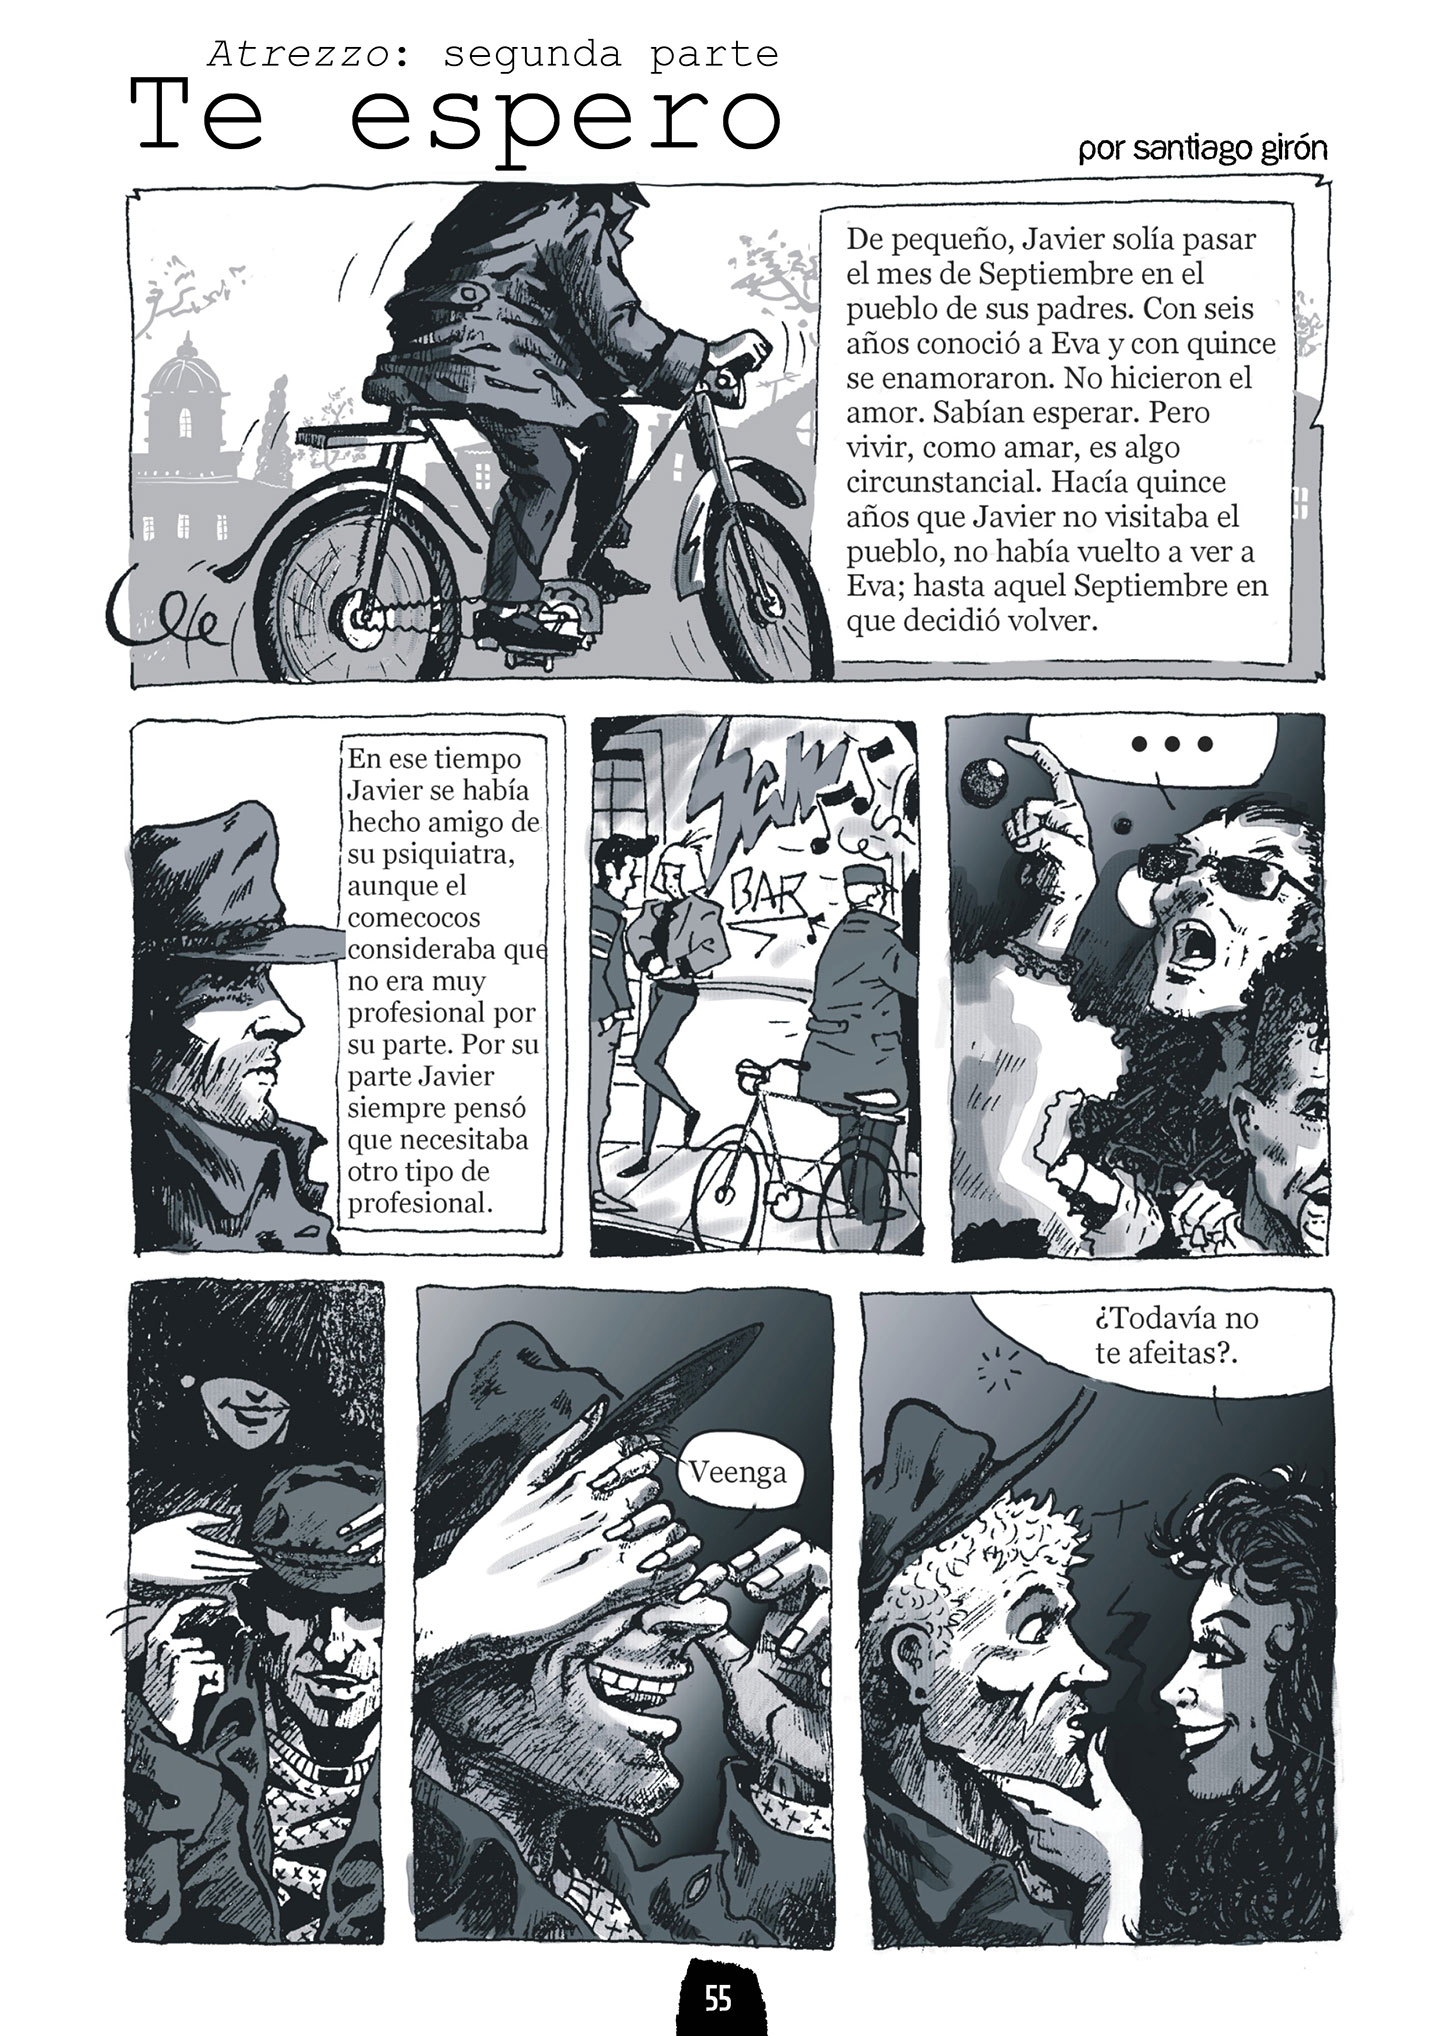 Atrezzo: segunda parte
Te espero
por santiago girón
De pequeño, Javier solía pasar
el mes de Septiembre en el
pueblo de sus padres. Con seis
años conoció a Eva y con quince
se enamoraron. No hicieron el
amor. Sabían esperar. Pero
vivir, como amar, es algo
circunstancial. Hacía quince
años que Javier no visitaba el
pueblo, no había vuelto a ver a
Eva; hasta aquel Septiembre en
que decidió volver.
En ese tiempo
Javier se había
hecho amigo de
su psiquiatra,
aunque el
comecocos
consideraba que
no era muy
profesional por
su parte. Por su
parte Javier
siempre pensó
que necesitaba
otro tipo de
profesional.
BAR
...
Veenga
¿Todavía no
te afeitas?.
55